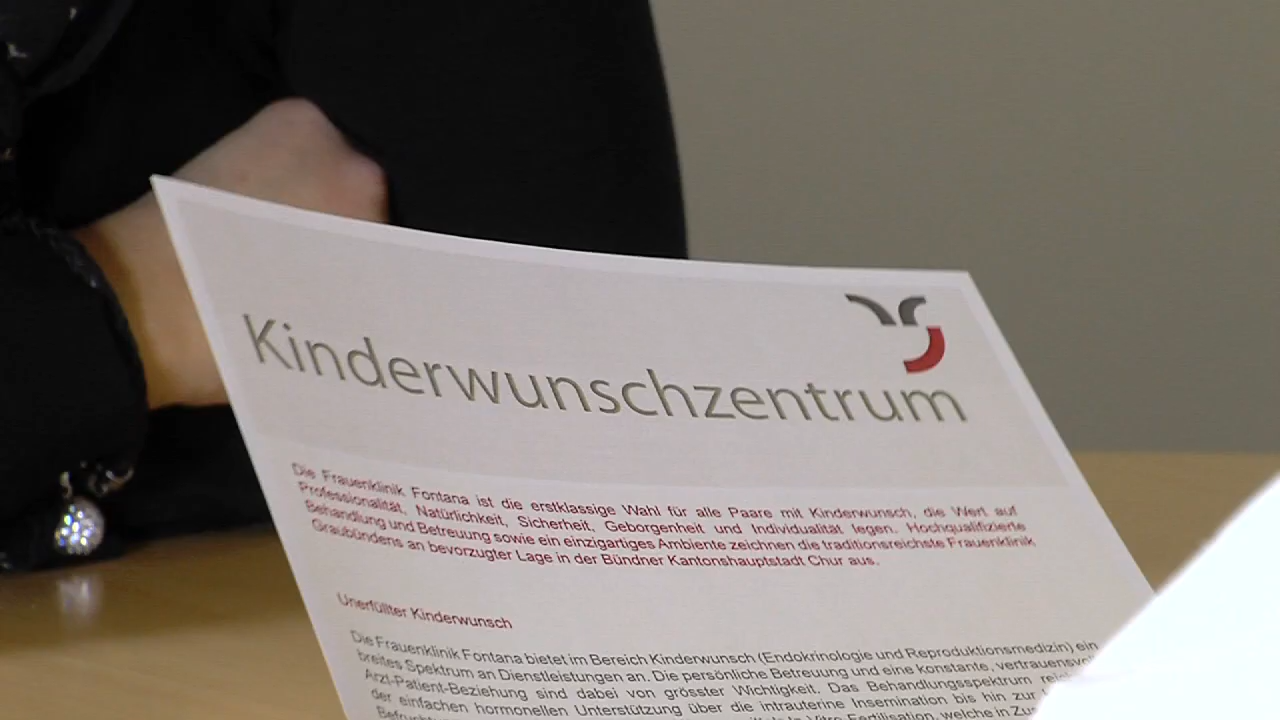 Kinderwunschzentrum
Die Frauenklinik Fontana ist die erstklassige Wahl für alle Paare mit Kinderwunsch, die Wert auf
Professionalität, Natürlichkeit, Sicherheit, Geborgenheit und Individualität legen. Hochqualifizierte
Behandlung und Betreuung sowie ein einzigartiges Ambiente zeichnen die traditionsreichste Frauenklinik
Graubündens an bevorzugter Lage in der Bündner Kantonshauptstadt Chur aus.
Unerfüllter Kinderwunsch
Die Frauenklinik Fontana bietet im Bereich Kinderwunsch (Endokrinologie und Reproduktionsmedizin) ein
breites Spektrum an Dienstleistungen an. Die persönliche Betreuung und eine konstante,
Arzt-Patient-Beziehung sind dabei von grösster Wichtigkeit. Das Behandlungsspektrum
der einfachen hormonellen Unterstützung über die intrauterine Insemination bis hin zur
Fertilisation, welche in